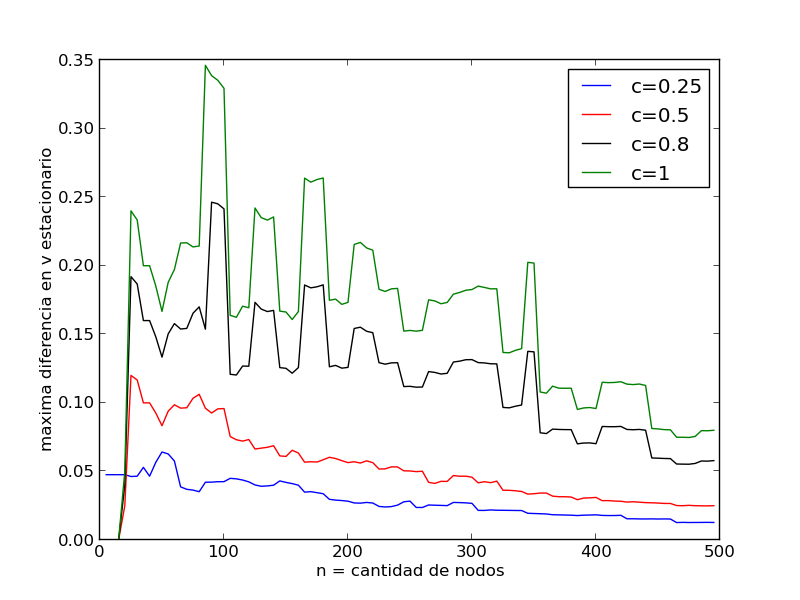 0.35
0.30
0.25
0.20
0.15
0.10
0.05
0.00
maxima diferencia en v estacionario
c=0.25
c=0.5
c=0.8
c=1
0 100 200 300 400 500
n = cantidad de nodos